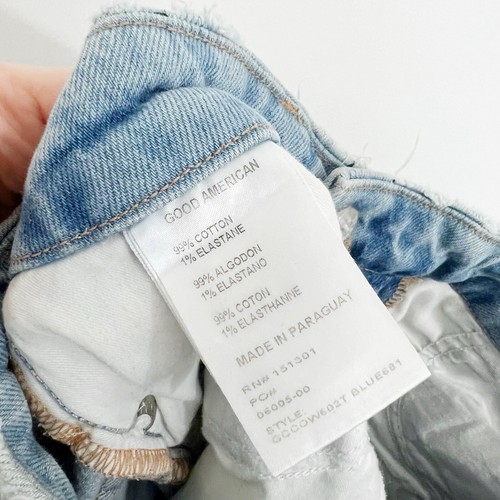 GOOD AMERICAN
99% COTTON
1% ELASTANE
99% ALGODON
1% ELASTANO
99% COTON
1% ELASTHANNE
MADE IN PARAGUAY
RN# 151301
PO#
06005-00
STYLE:
GCCOW602T BLUE681